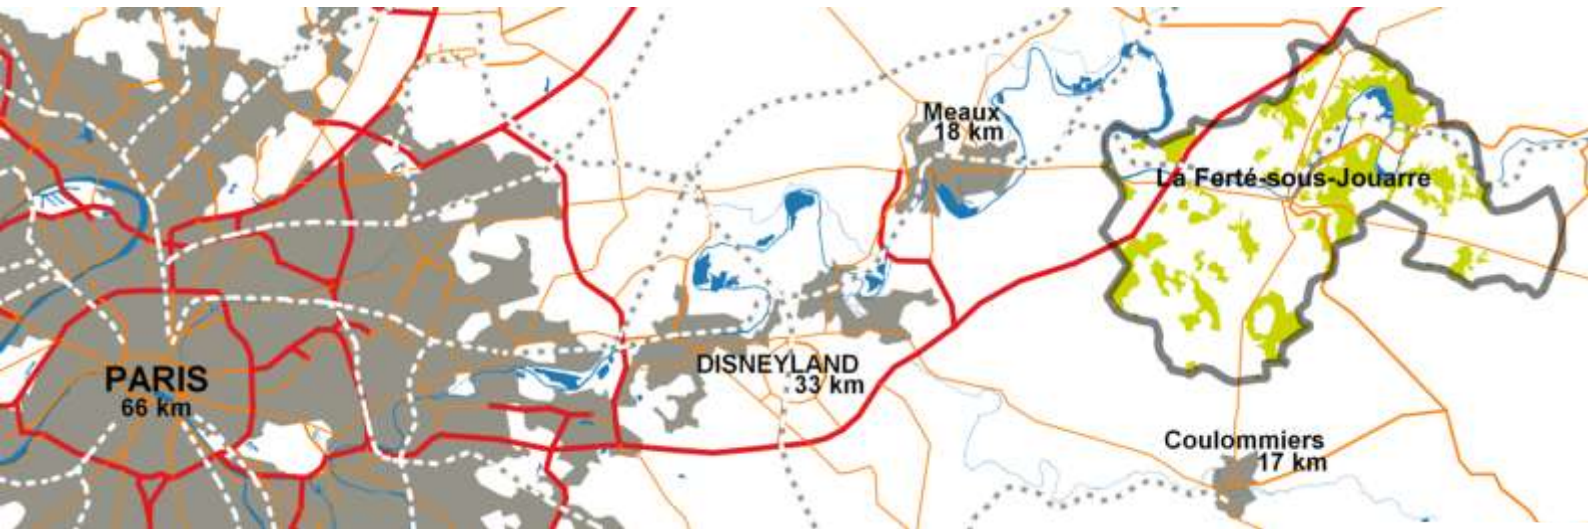 Meaux
18 km
La Ferté-sous-Jouarre
DISNEYLAND
33 km
PARIS
66 km
Coulommiers
17 km